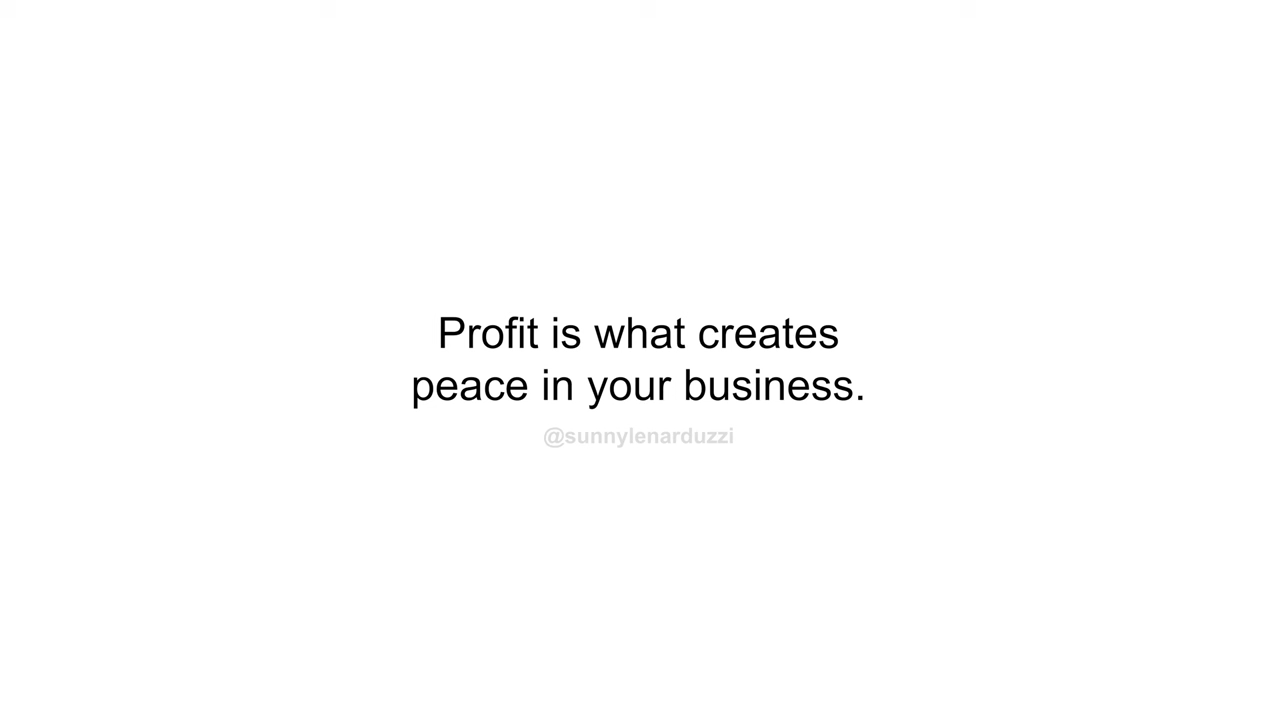 Profit is what creates
peace in your business.
@sunnylenarduzzi